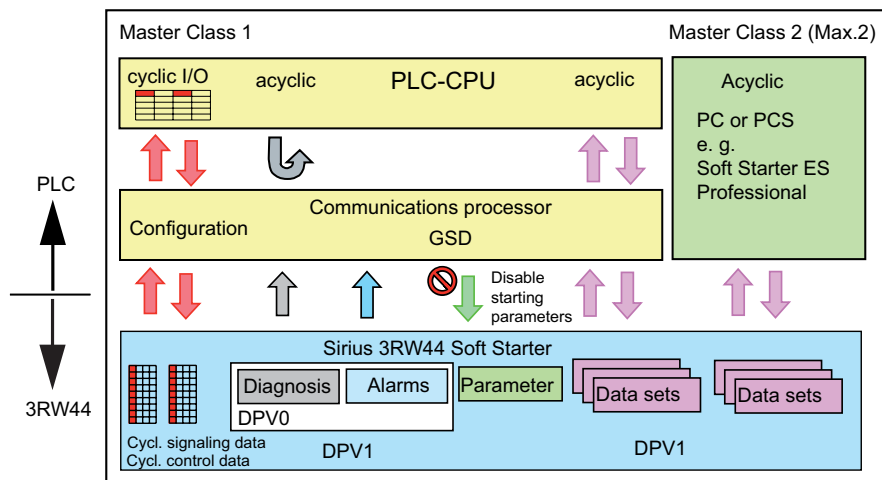 Master Class 1
Master Class 2 (Max.2)
cyclic I/O
acyclic
PLC-CPU
acyclic
Acyclic
PC or PCS
e. g.
Soft Starter ES
Professional
PLC
Configuration
Communications processor
GSD
Disable
starting
parameters
3RW44
Sirius 3RW44 Soft Starter
Diagnosis
Alarms
Parameter
Data sets
Data sets
DPV0
Cycl. signaling data
Cycl. control data
DPV1
DPV1